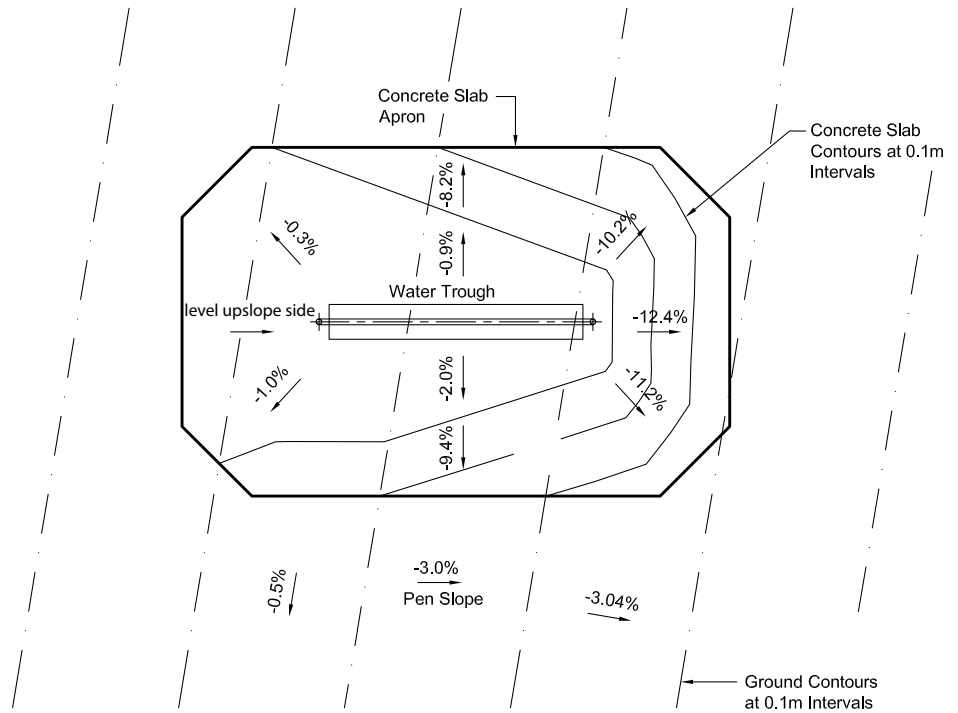 Concrete Slab
Apron
Concrete Slab
Contours at 0.1m
Intervals
-8.2%
-0.3%
-0.9%
-10.2%
Water Trough
level upslope side
-12.4%
-1.0%
-2.0%
-11.2%
-9.4%
-0.5%
-3.0%
Pen Slope
-3.04%
Ground Contours
at 0.1m Intervals